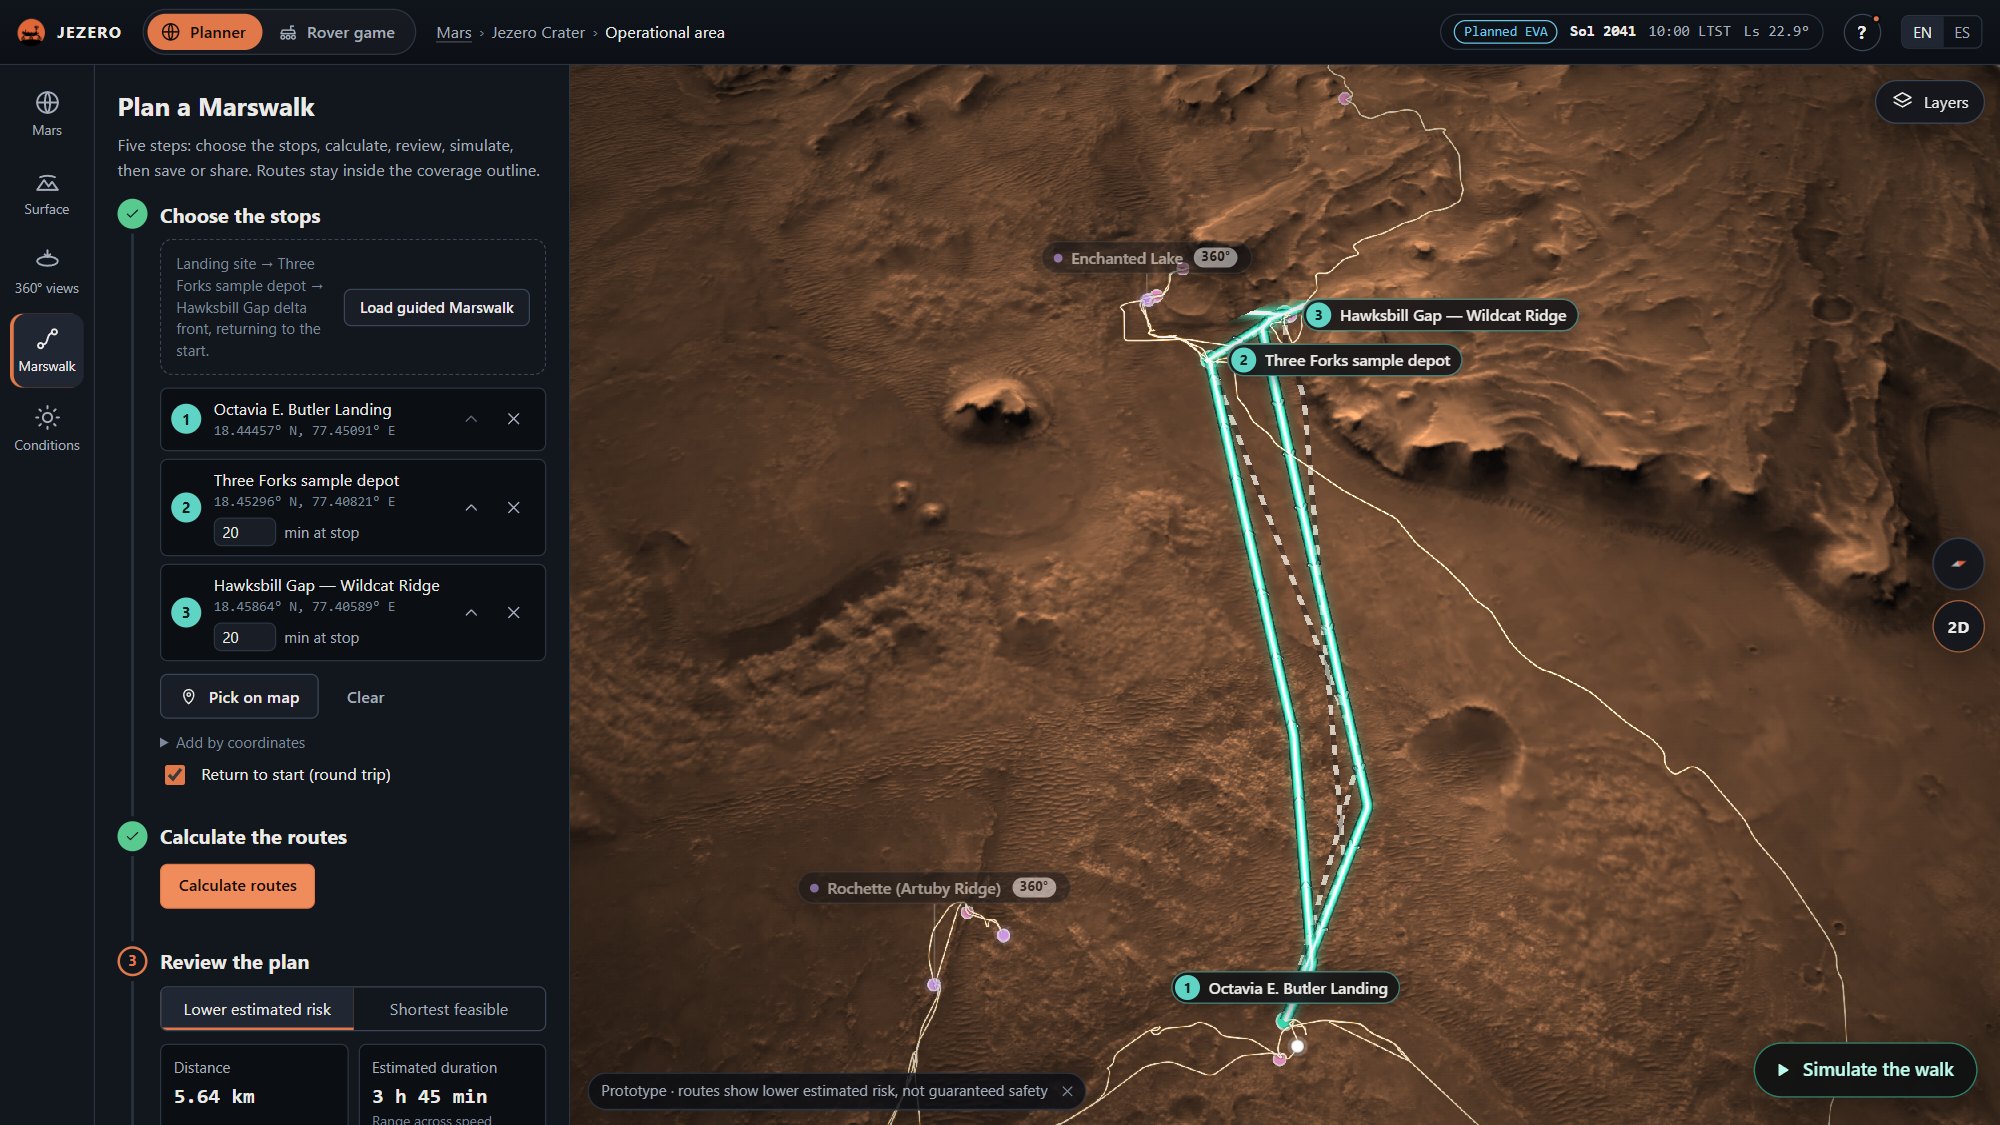 JEZERO
Planner
Rover game
Mars › Jezero Crater › Operational area
Planned EVA Sol 2041 10:00 LTST Ls 22.9°
?
EN ES
Mars
Surface
360° views
Marswalk
Conditions
Plan a Marswalk
Five steps: choose the stops, calculate, review, simulate,
then save or share. Routes stay inside the coverage outline.
Choose the stops
Landing site → Three
Forks sample depot →
Hawksbill Gap delta
front, returning to the
start.
Load guided Marswalk
1 Octavia E. Butler Landing
18.44457° N, 77.45091° E
2 Three Forks sample depot
18.45296° N, 77.40821° E
20 min at stop
3 Hawksbill Gap — Wildcat Ridge
18.45864° N, 77.40589° E
20 min at stop
Pick on map
Clear
Add by coordinates
Return to start (round trip)
Calculate the routes
Calculate routes
3 Review the plan
Lower estimated risk
Shortest feasible
Distance
5.64 km
Estimated duration
3 h 45 min
Range across speed
Layers
Enchanted Lake 360°
3 Hawksbill Gap — Wildcat Ridge
2 Three Forks sample depot
2D
Rochette (Artuby Ridge) 360°
1 Octavia E. Butler Landing
Prototype · routes show lower estimated risk, not guaranteed safety
Simulate the walk